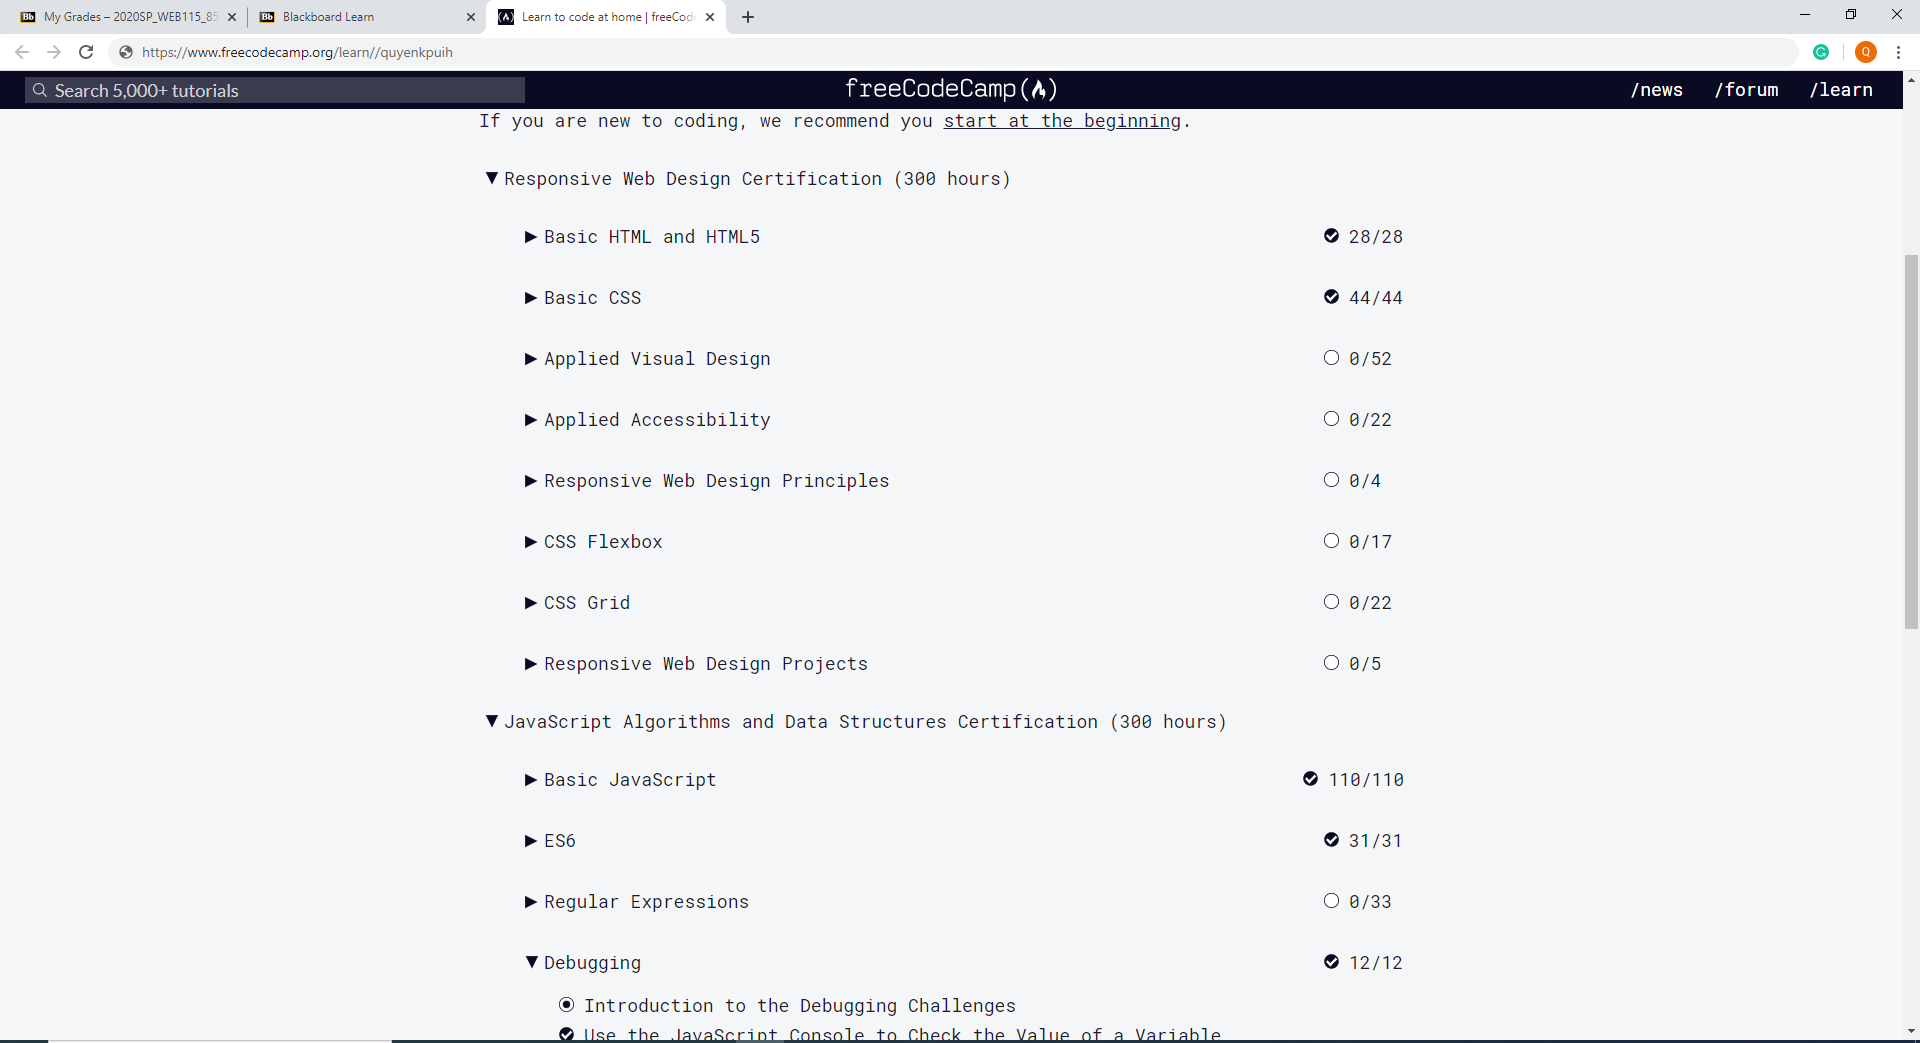 My Grades – 2020SP_WEB115_85
Blackboard Learn
Learn to code at home | freeCod
https://www.freecodecamp.org/learn//quyenkpuih
Q
Search 5,000+ tutorials
freeCodeCamp
/news /forum /learn
If you are new to coding, we recommend you start at the beginning.
Responsive Web Design Certification (300 hours)
Basic HTML and HTML5 28/28
Basic CSS 44/44
Applied Visual Design 0/52
Applied Accessibility 0/22
Responsive Web Design Principles 0/4
CSS Flexbox 0/17
CSS Grid 0/22
Responsive Web Design Projects 0/5
JavaScript Algorithms and Data Structures Certification (300 hours)
Basic JavaScript 110/110
ES6 31/31
Regular Expressions 0/33
Debugging 12/12
Introduction to the Debugging Challenges
Use the JavaScript Console to Check the Value of a Variable